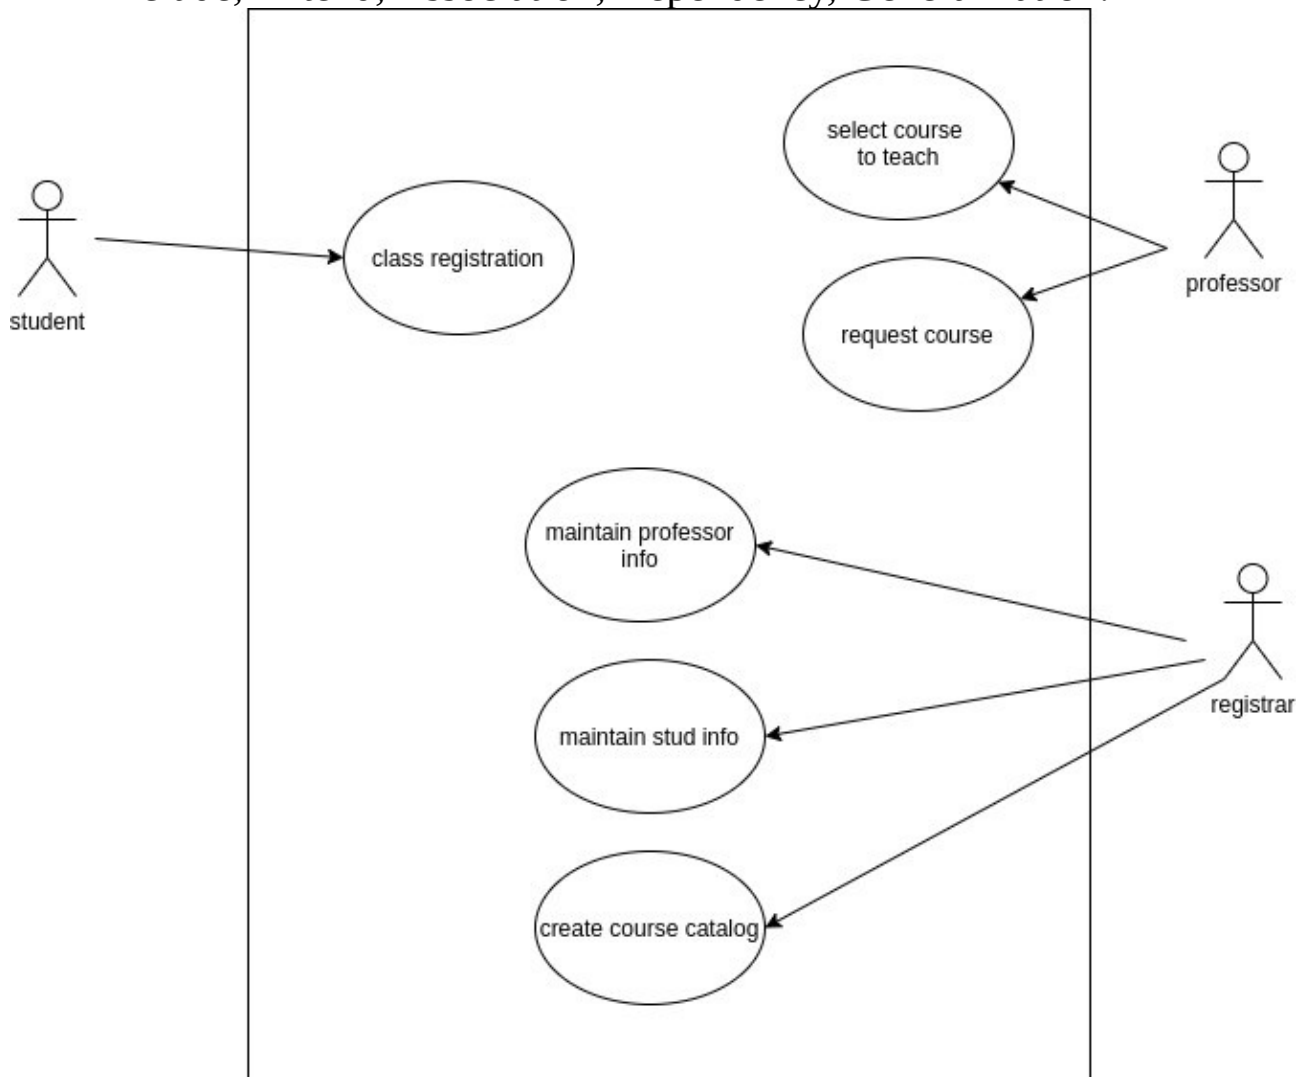 select course
to teach
professor
class registration
student
request course
maintain professor
info
registrar
maintain stud info
create course catalog